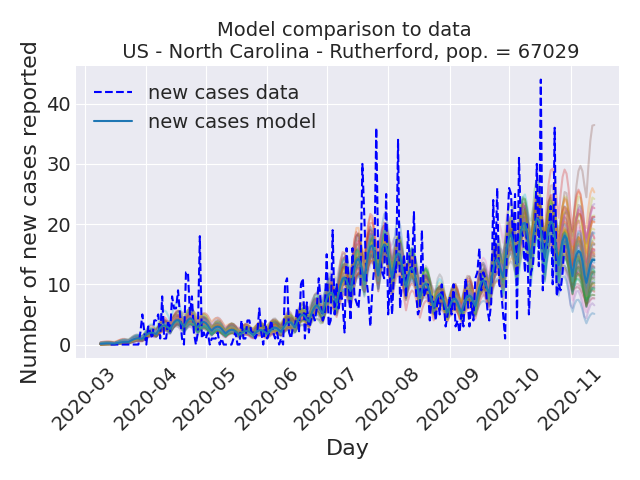 Model comparison to data
US - North Carolina - Rutherford, pop. = 67029
Number of new cases reported
40
30
20
10
0
new cases data
new cases model
2020-03
2020-04
2020-05
2020-06
2020-07
2020-08
2020-09
2020-10
2020-11
Day